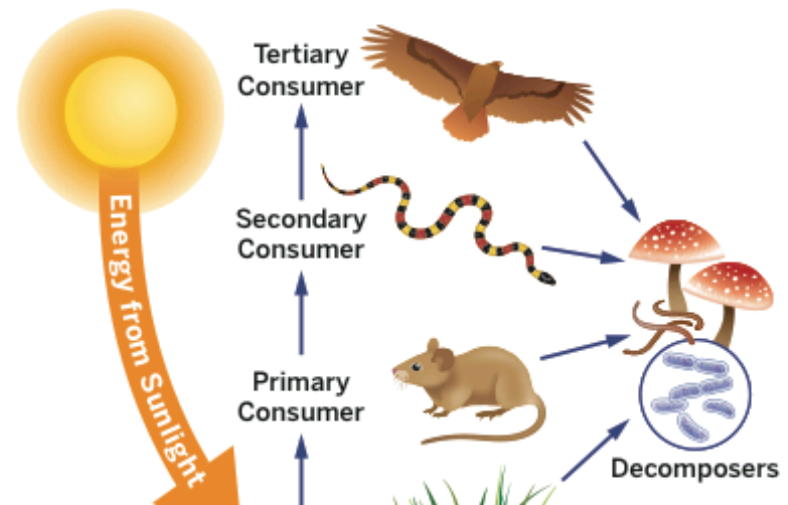 Energy from Sunlight
Tertiary
Consumer
Secondary
Consumer
Primary
Consumer
Decomposers